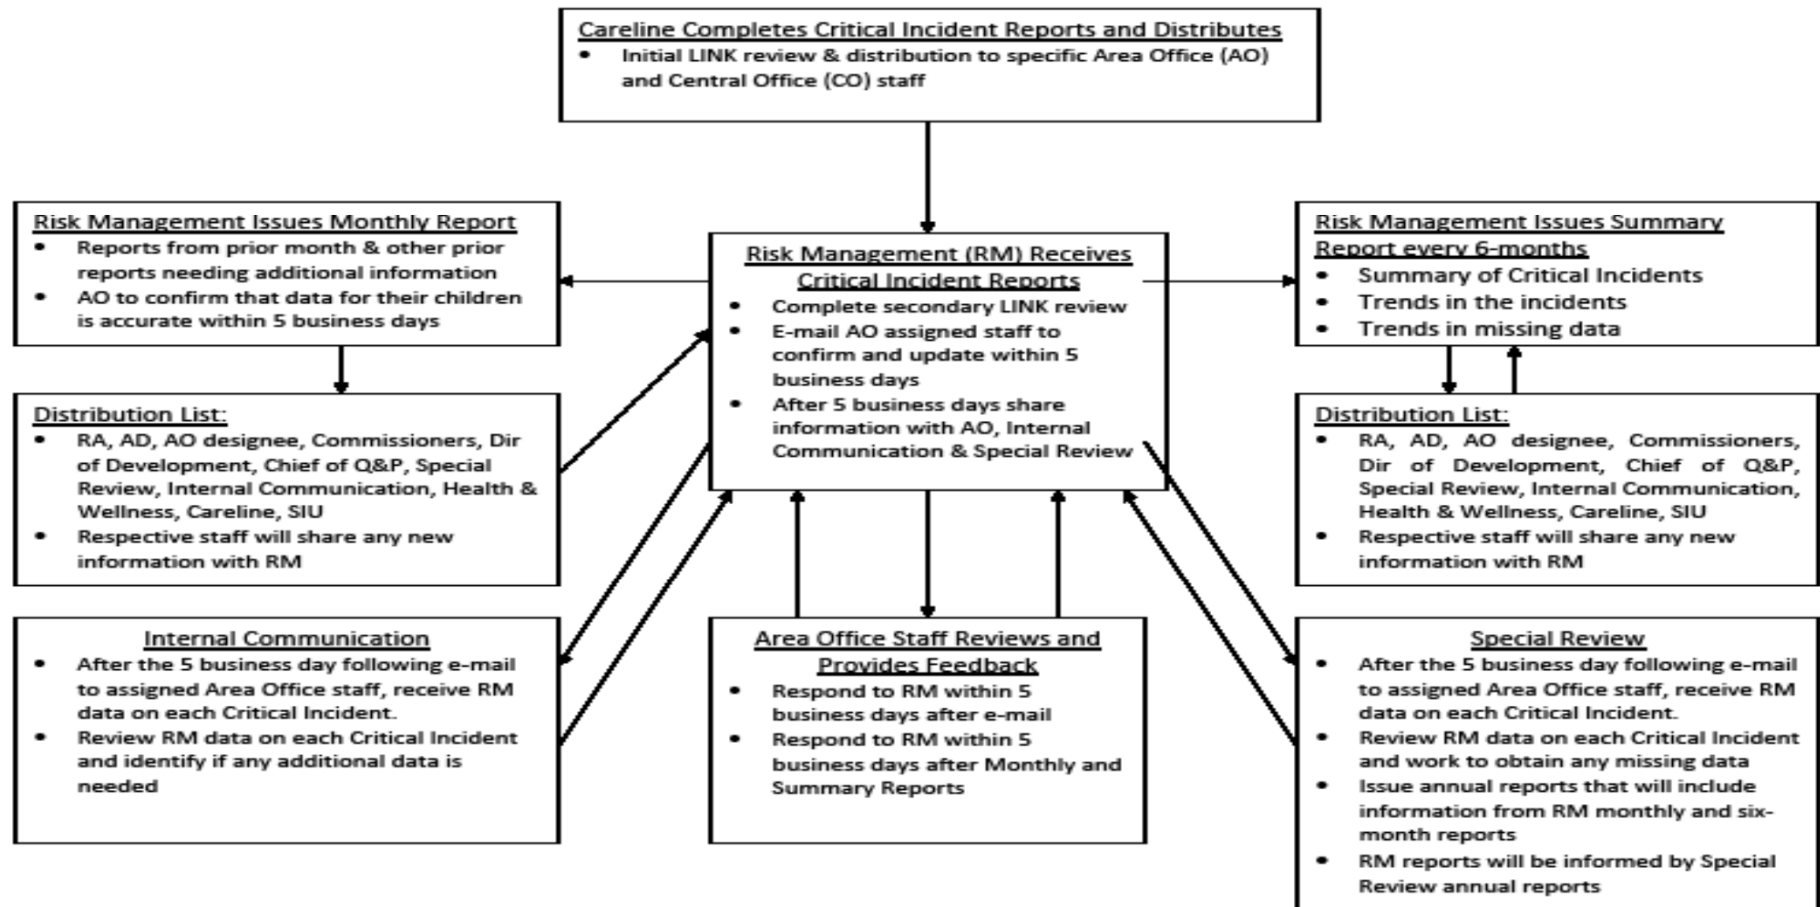 Careline Completes Critical Incident Reports and Distributes
• Initial LINK review & distribution to specific Area Office (AO)
and Central Office (CO) staff
Risk Management Issues Monthly Report
• Reports from prior month & other prior
reports needing additional information
• AO to confirm that data for their children
is accurate within 5 business days
Risk Management (RM) Receives
Critical Incident Reports
• Complete secondary LINK review
• E-mail AO assigned staff to
confirm and update within 5
business days
• After 5 business days share
information with AO, Internal
Communication & Special Review
Risk Management Issues Summary
Report every 6-months
• Summary of Critical Incidents
• Trends in the incidents
• Trends in missing data
Distribution List:
• RA, AD, AO designee, Commissioners, Dir
of Development, Chief of Q&P, Special
Review, Internal Communication, Health &
Wellness, Careline, SIU
• Respective staff will share any new
information with RM
Distribution List:
• RA, AD, AO designee, Commissioners,
Dir of Development, Chief of Q&P,
Special Review, Internal Communication,
Health & Wellness, Careline, SIU
• Respective staff will share any new
information with RM
Internal Communication
• After the 5 business day following e-mail
to assigned Area Office staff, receive RM
data on each Critical Incident.
• Review RM data on each Critical Incident
and identify if any additional data is
needed
Area Office Staff Reviews and
Provides Feedback
• Respond to RM within 5
business days after e-mail
• Respond to RM within 5
business days after Monthly and
Summary Reports
Special Review
• After the 5 business day following e-mail
to assigned Area Office staff, receive RM
data on each Critical Incident.
• Review RM data on each Critical Incident
and work to obtain any missing data
• Issue annual reports that will include
information from RM monthly and six-
month reports
• RM reports will be informed by Special
Review annual reports